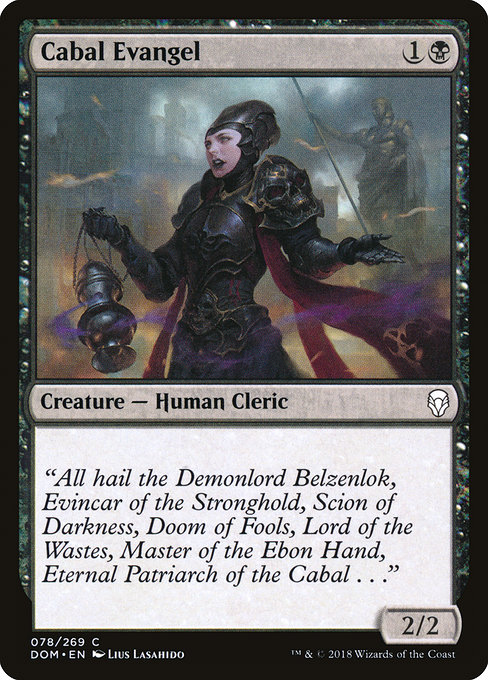 Cabal Evangel 1
Creature — Human Cleric
“All hail the Demonlord Belzenlok,
Evincar of the Stronghold, Scion of
Darkness, Doom of Fools, Lord of the
Wastes, Master of the Ebon Hand,
Eternal Patriarch of the Cabal . . .”
2/2
078/269 C
DOM • EN Lius Lasahido
™ & © 2018 Wizards of the Coast